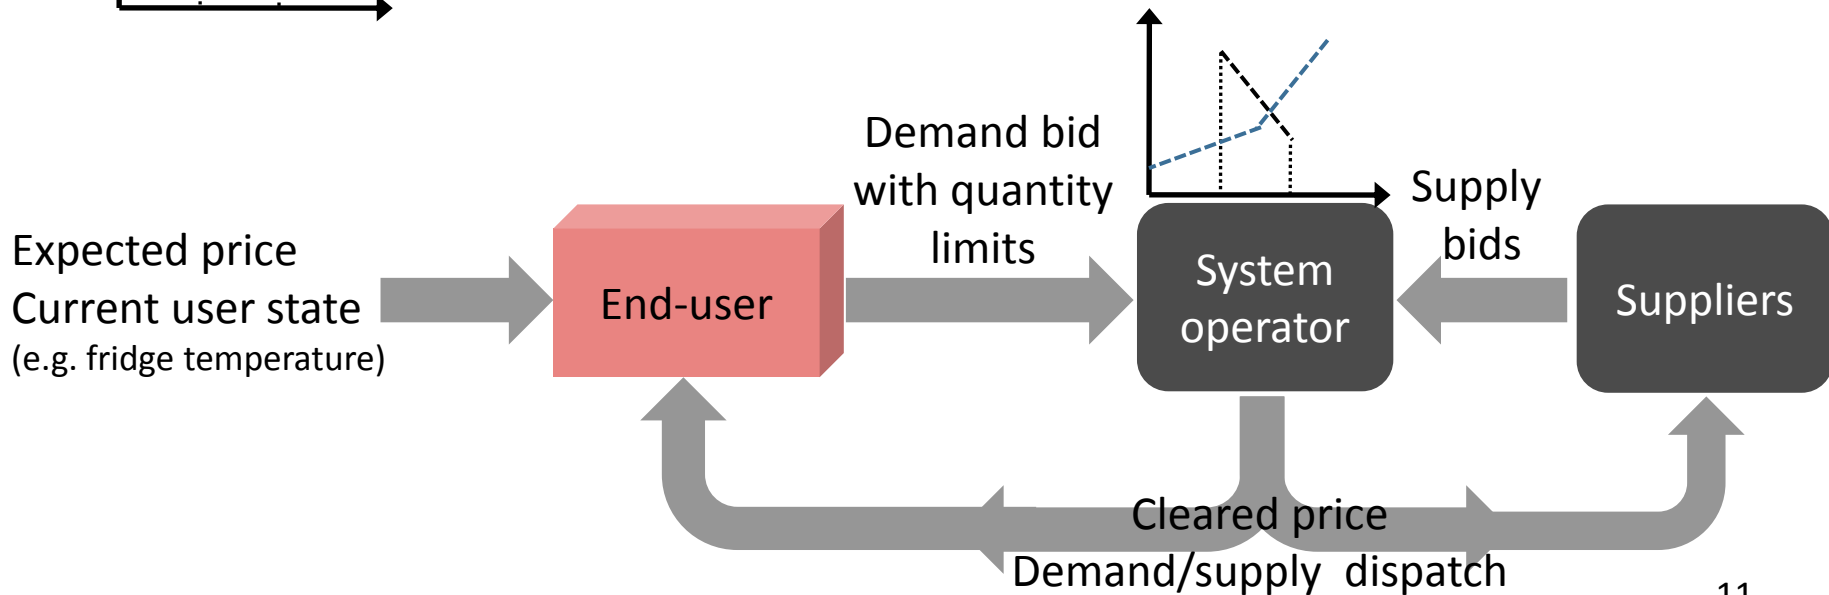 Demand bid
with quantity
limits
Supply
bids
Expected price
Current user state
(e.g. fridge temperature)
End-user
System
operator
Suppliers
Cleared price
Demand/supply dispatch
11